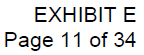 EXHIBIT E
Page 11 of 34